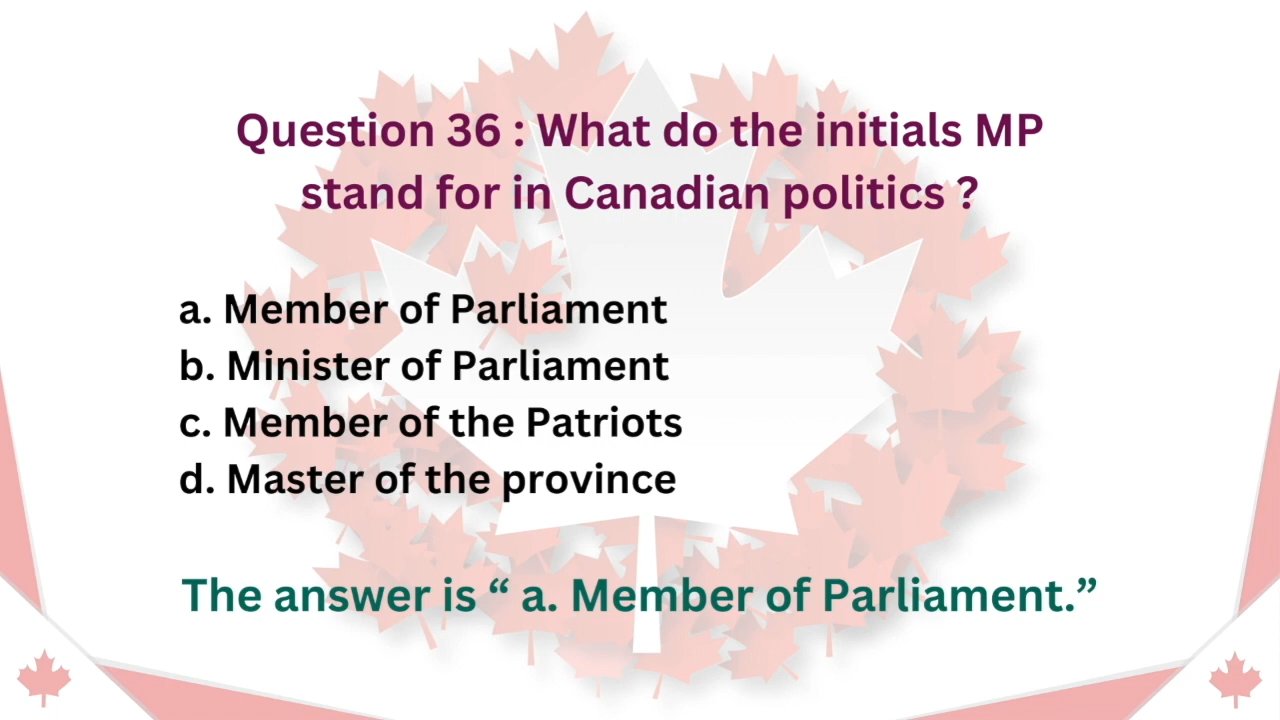 Question 36 : What do the initials MP
stand for in Canadian politics ?
a. Member of Parliament
b. Minister of Parliament
c. Member of the Patriots
d. Master of the province
The answer is “ a. Member of Parliament.”